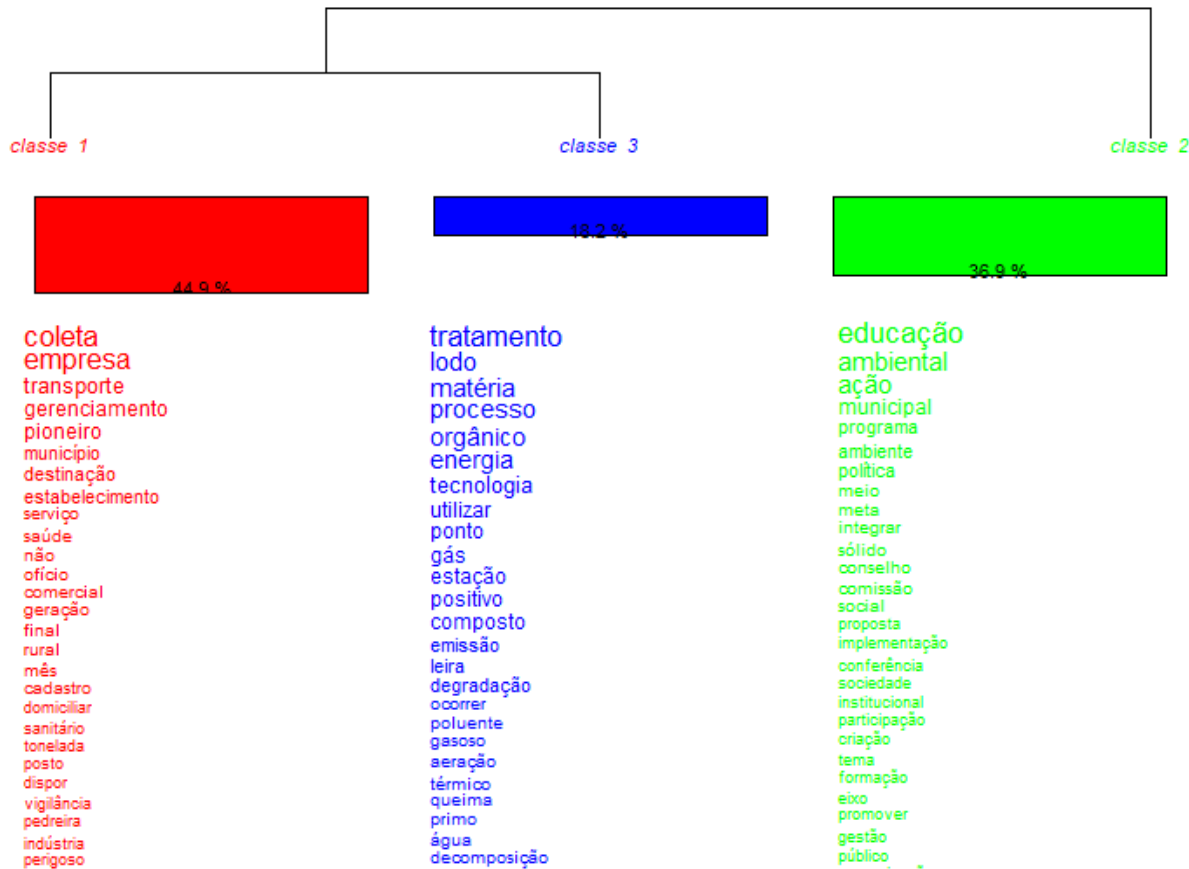 classe 1
classe 3
classe 2
44.9 %
18.2 %
36.9 %
coleta
empresa
transporte
gerenciamento
pioneiro
município
destinação
estabelecimento
serviço
saúde
não
ofício
comercial
geração
final
rural
mês
cadastro
domiciliar
sanitário
tonelada
posto
dispor
vigilância
pedreira
indústria
perigoso
tratamento
lodo
matéria
processo
orgânico
energia
tecnologia
utilizar
ponto
gás
estação
positivo
composto
emissão
leira
degradação
ocorrer
poluente
gasoso
aeração
térmico
queima
primo
água
decomposição
educação
ambiental
ação
municipal
programa
ambiente
política
meio
meta
integrar
sólido
conselho
comissão
social
proposta
implementação
conferência
sociedade
institucional
participação
criação
tema
formação
eixo
promover
gestão
público